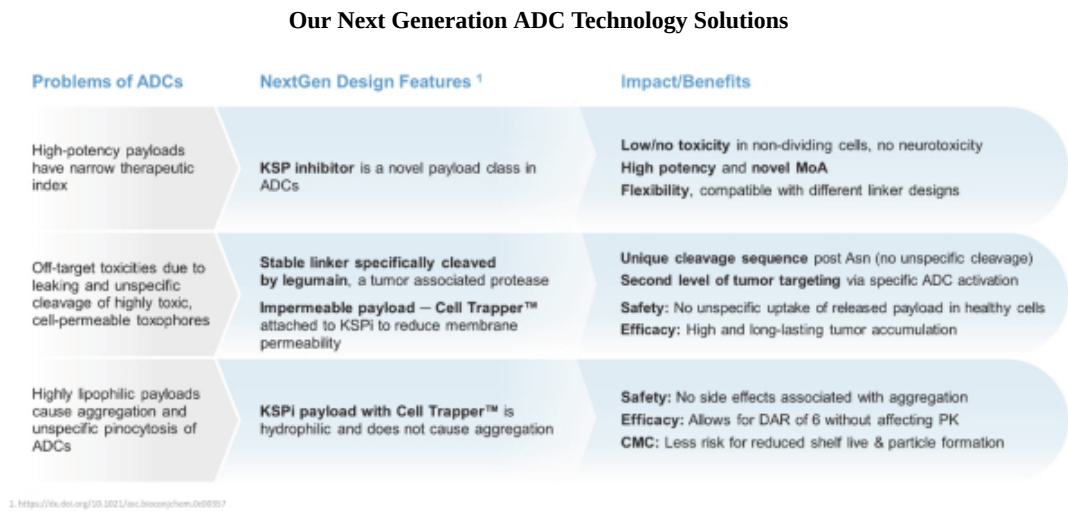 Our Next Generation ADC Technology Solutions
Problems of ADCs
NextGen Design Features 1
Impact/Benefits
High-potency payloads
have narrow therapeutic
index
KSP inhibitor is a novel payload class in
ADCs
Low/no toxicity in non-dividing cells, no neurotoxicity
High potency and novel MoA
Flexibility, compatible with different linker designs
Off-target toxicities due to
leaking and unspecific
cleavage of highly toxic,
cell-permeable toxophores
Stable linker specifically cleaved
by legumain, a tumor associated protease
Impermeable payload – Cell Trapper™
attached to KSPi to reduce membrane
permeability
Unique cleavage sequence post Asn (no unspecific cleavage)
Second level of tumor targeting via specific ADC activation
Safety: No unspecific uptake of released payload in healthy cells
Efficacy: High and long-lasting tumor accumulation
Highly lipophilic payloads
cause aggregation and
unspecific pinocytosis of
ADCs
KSPi payload with Cell Trapper™ is
hydrophilic and does not cause aggregation
Safety: No side effects associated with aggregation
Efficacy: Allows for DAR of 6 without affecting PK
CMC: Less risk for reduced shelf live & particle formation
1.